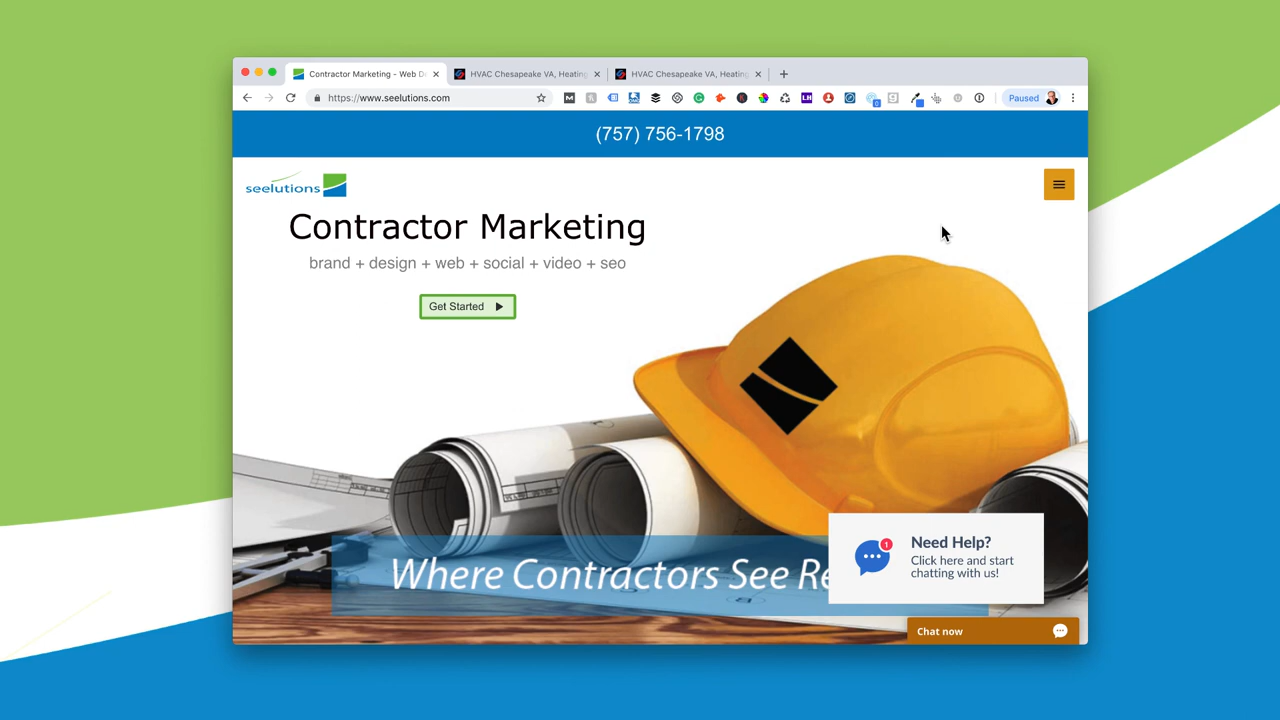 Contractor Marketing - Web D
HVAC Chesapeake VA, Heating
HVAC Chesapeake VA, Heating
https://www.seelutions.com
Paused
(757) 756-1798
seelutions
Contractor Marketing
brand + design + web + social + video + seo
Get Started
Where Contractors See Re
1
Need Help?
Click here and start
chatting with us!
Chat now